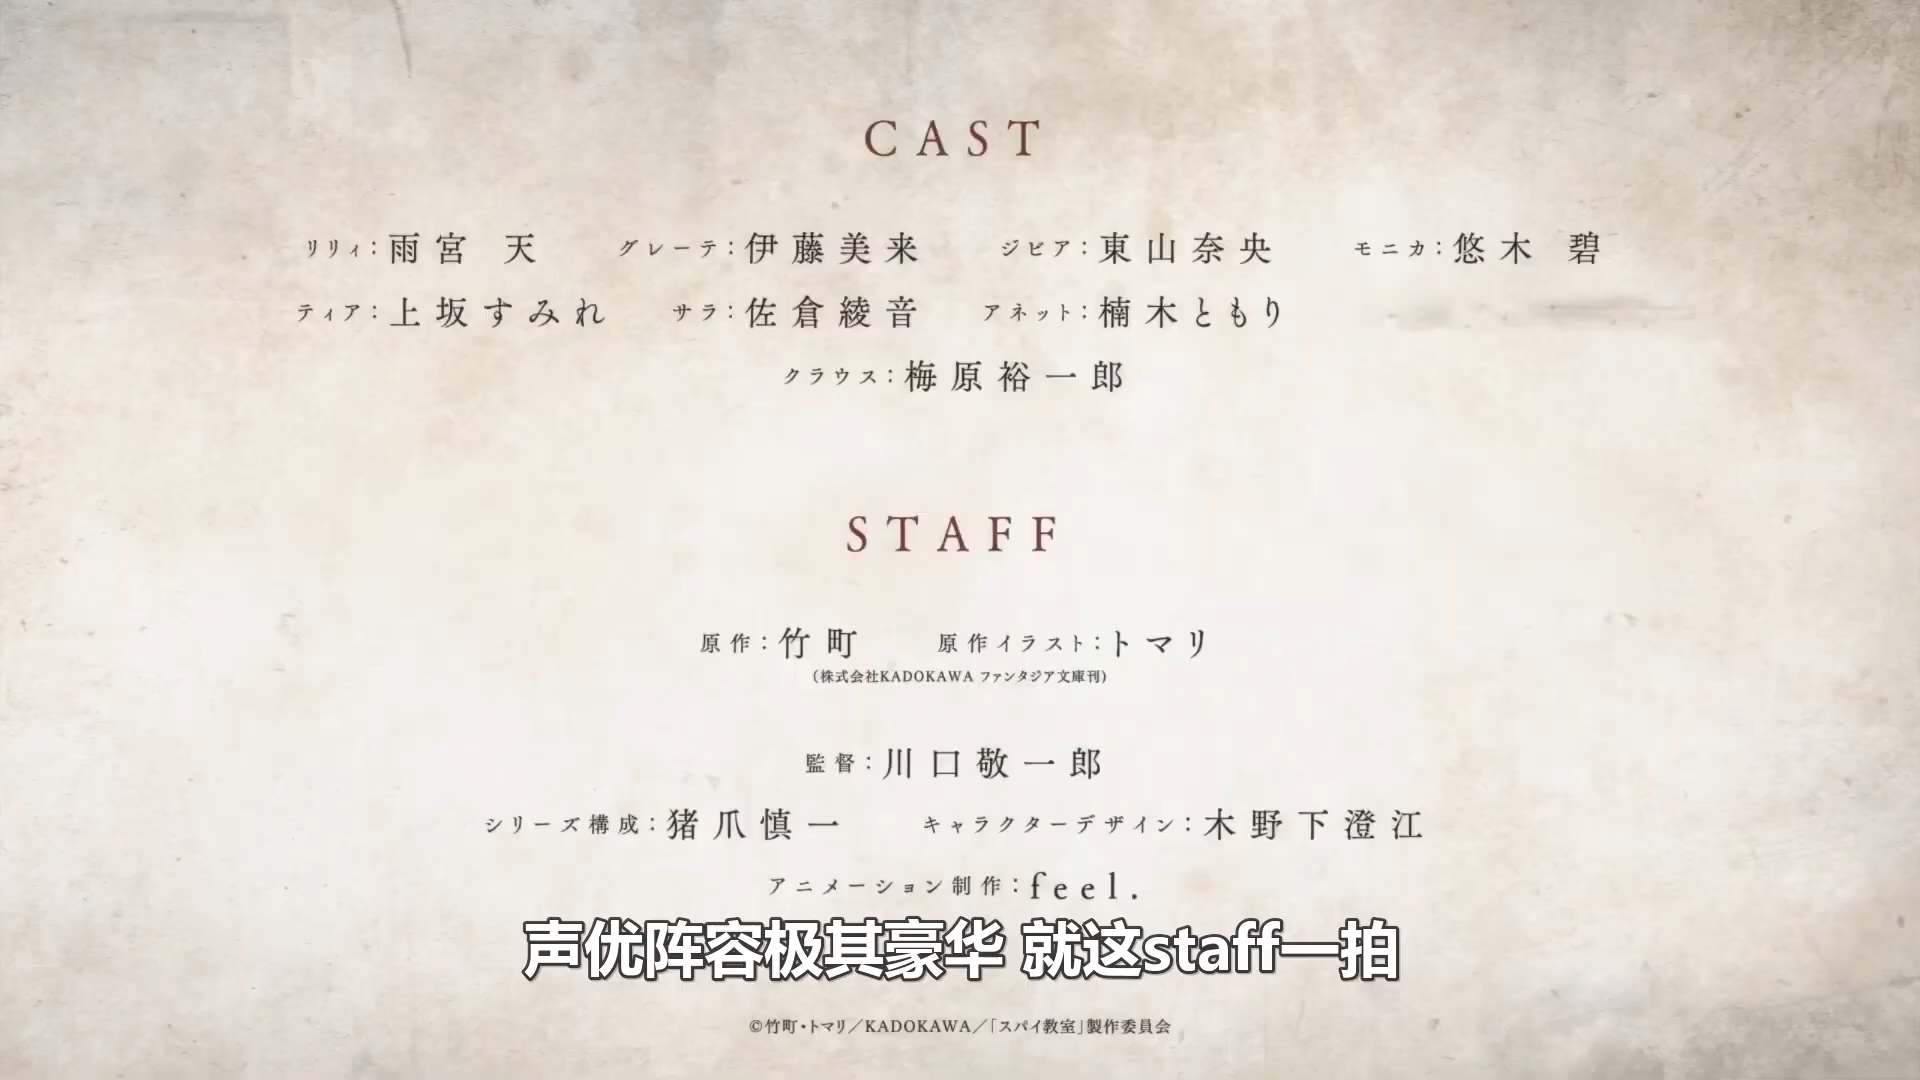 CAST
リリィ：雨宮 天 グレーテ：伊藤美来 ジビア：東山奈央 モニカ：悠木 碧
ティア：上坂すみれ サラ：佐倉綾音 アネット：楠木ともり
クラウス：梅原裕一郎
STAFF
原作：竹町 原作イラスト：トマリ
（株式会社KADOKAWA ファンタジア文庫刊）
監督：川口敬一郎
シリーズ構成：猪爪慎一 キャラクターデザイン：木野下澄江
アニメーション制作：feel.
声优阵容极其豪华 就这staff一拍
©竹町・トマリ／KADOKAWA／「スパイ教室」製作委員会